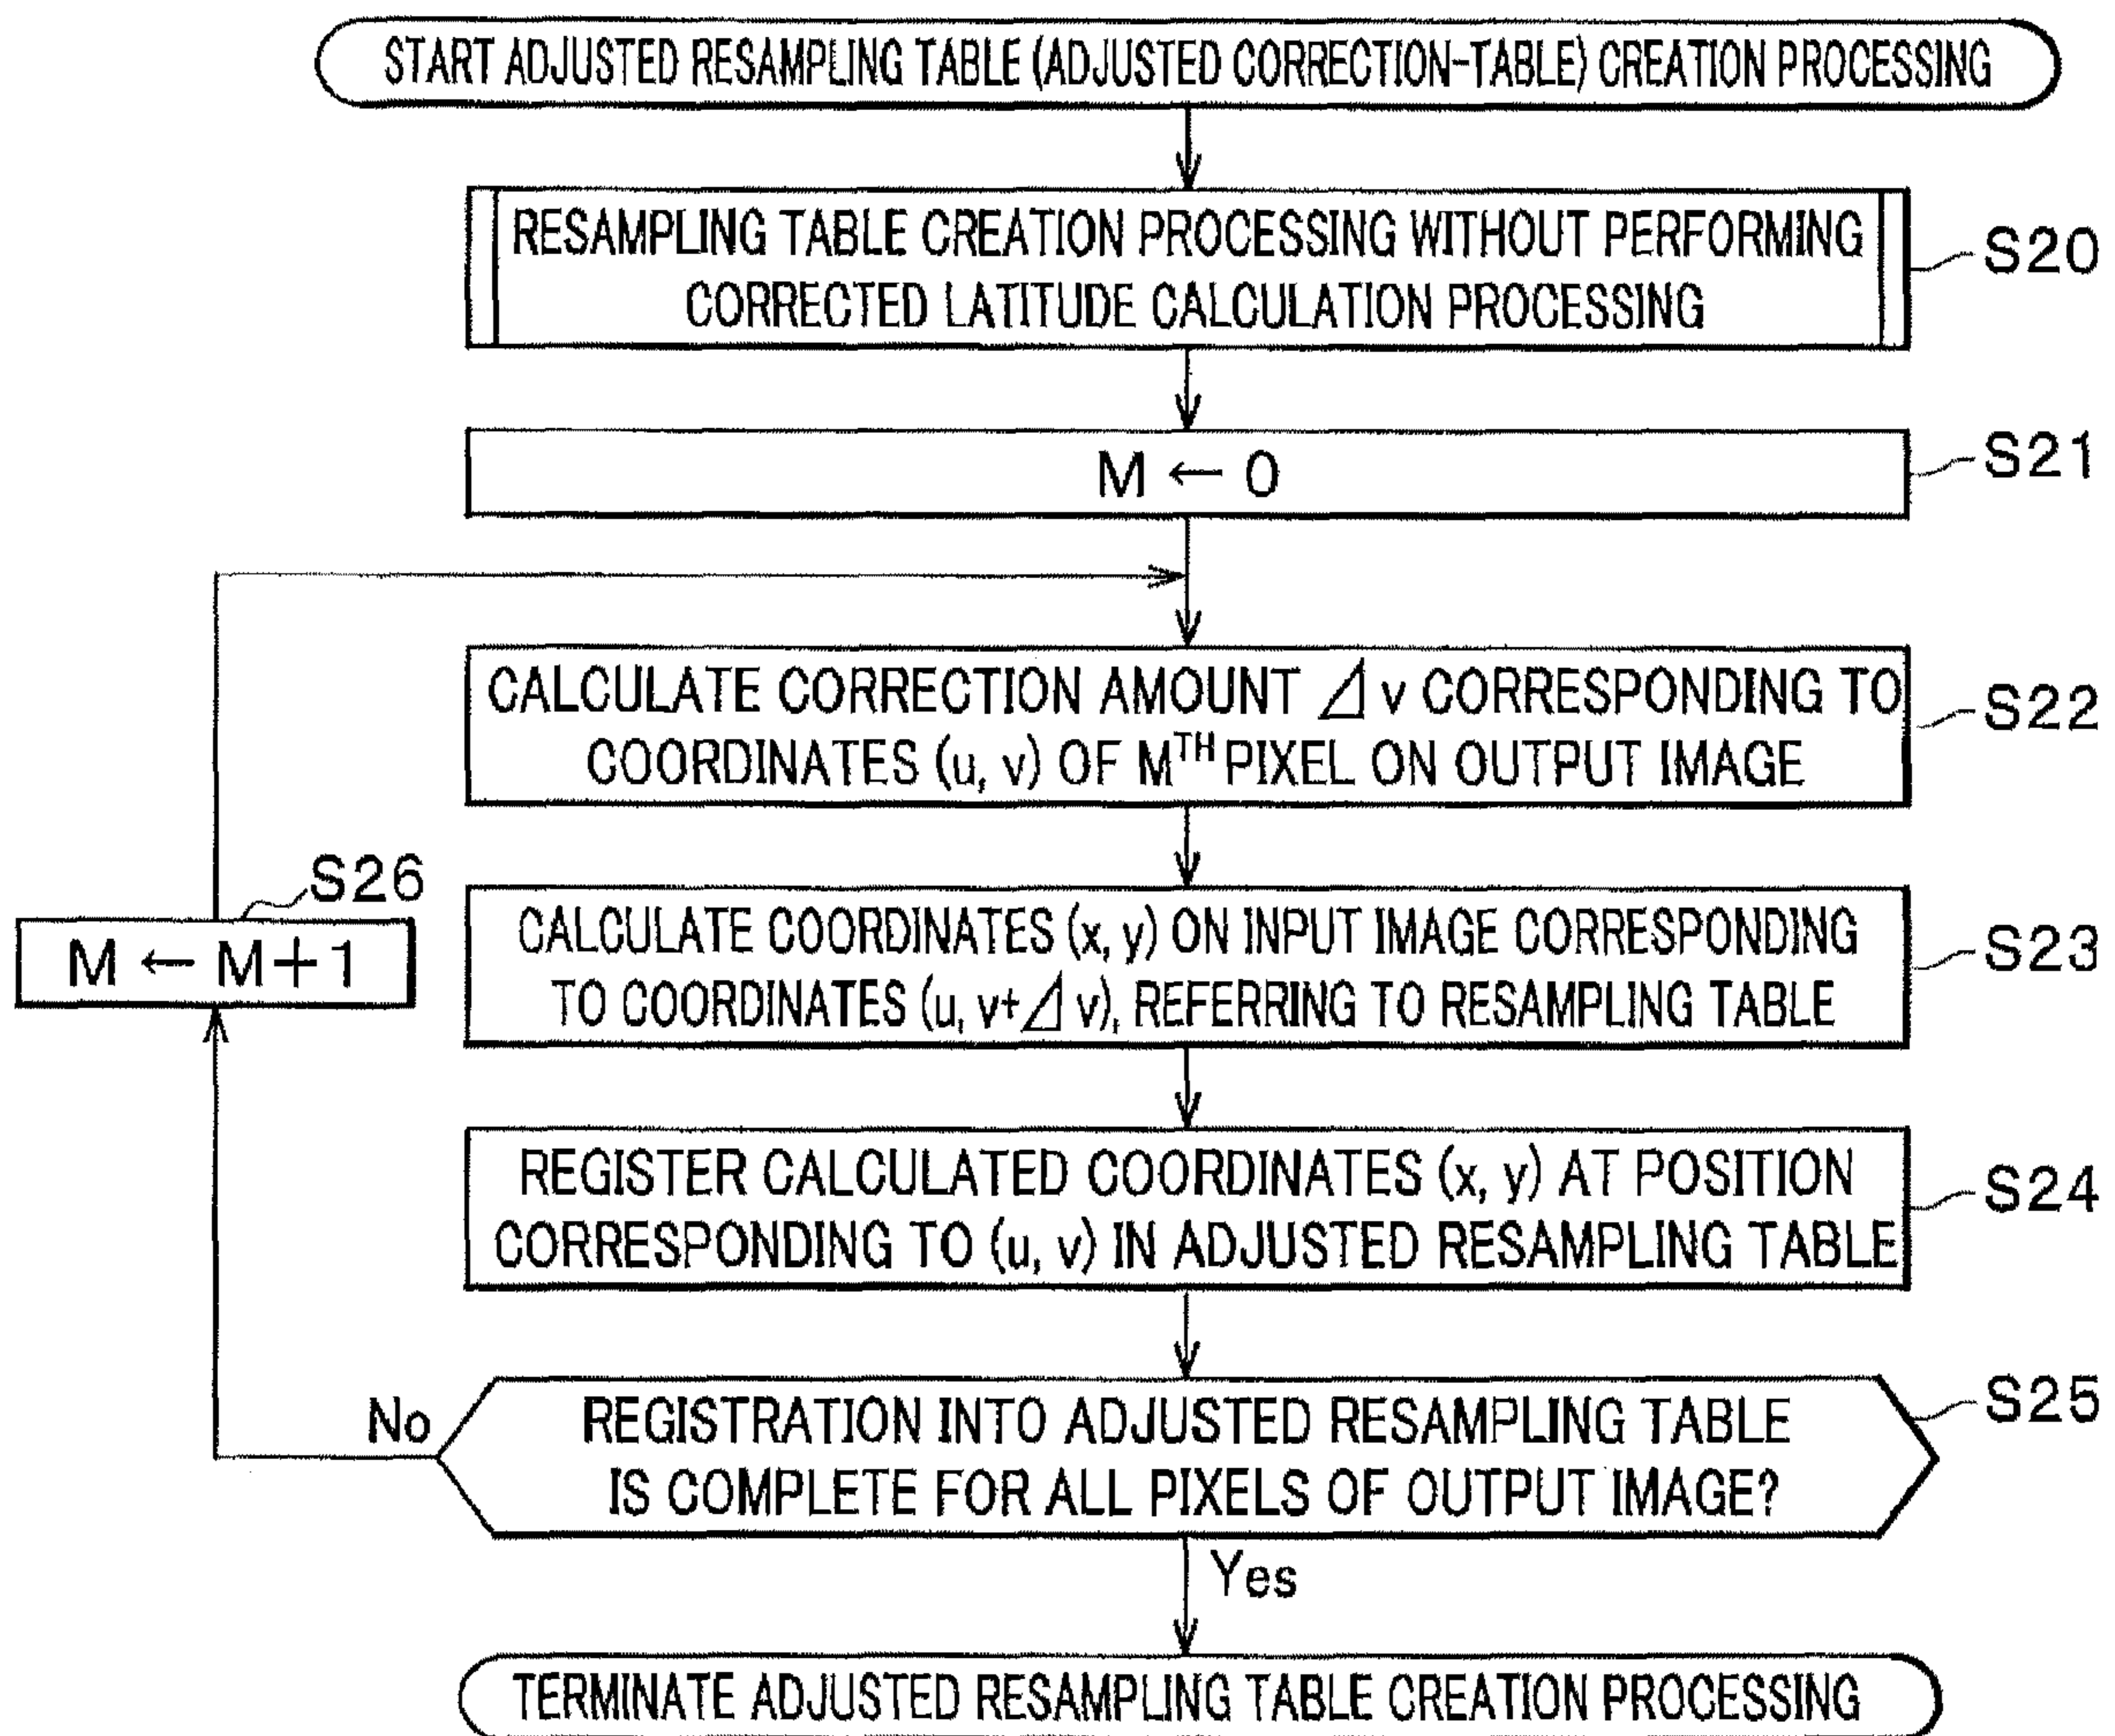 START ADJUSTED RESAMPLING TABLE (ADJUSTED CORRECTION-TABLE) CREATION PROCESSING
RESAMPLING TABLE CREATION PROCESSING WITHOUT PERFORMING
CORRECTED LATITUDE CALCULATION PROCESSING
S20
M ← 0
S21
CALCULATE CORRECTION AMOUNT ⊿ v CORRESPONDING TO
COORDINATES (u, v) OF MTH PIXEL ON OUTPUT IMAGE
S22
S26
M ← M+1
CALCULATE COORDINATES (x, y) ON INPUT IMAGE CORRESPONDING
TO COORDINATES (u, v+⊿ v), REFERRING TO RESAMPLING TABLE
S23
REGISTER CALCULATED COORDINATES (x, y) AT POSITION
CORRESPONDING TO (u, v) IN ADJUSTED RESAMPLING TABLE
S24
No
REGISTRATION INTO ADJUSTED RESAMPLING TABLE
IS COMPLETE FOR ALL PIXELS OF OUTPUT IMAGE?
S25
Yes
TERMINATE ADJUSTED RESAMPLING TABLE CREATION PROCESSING